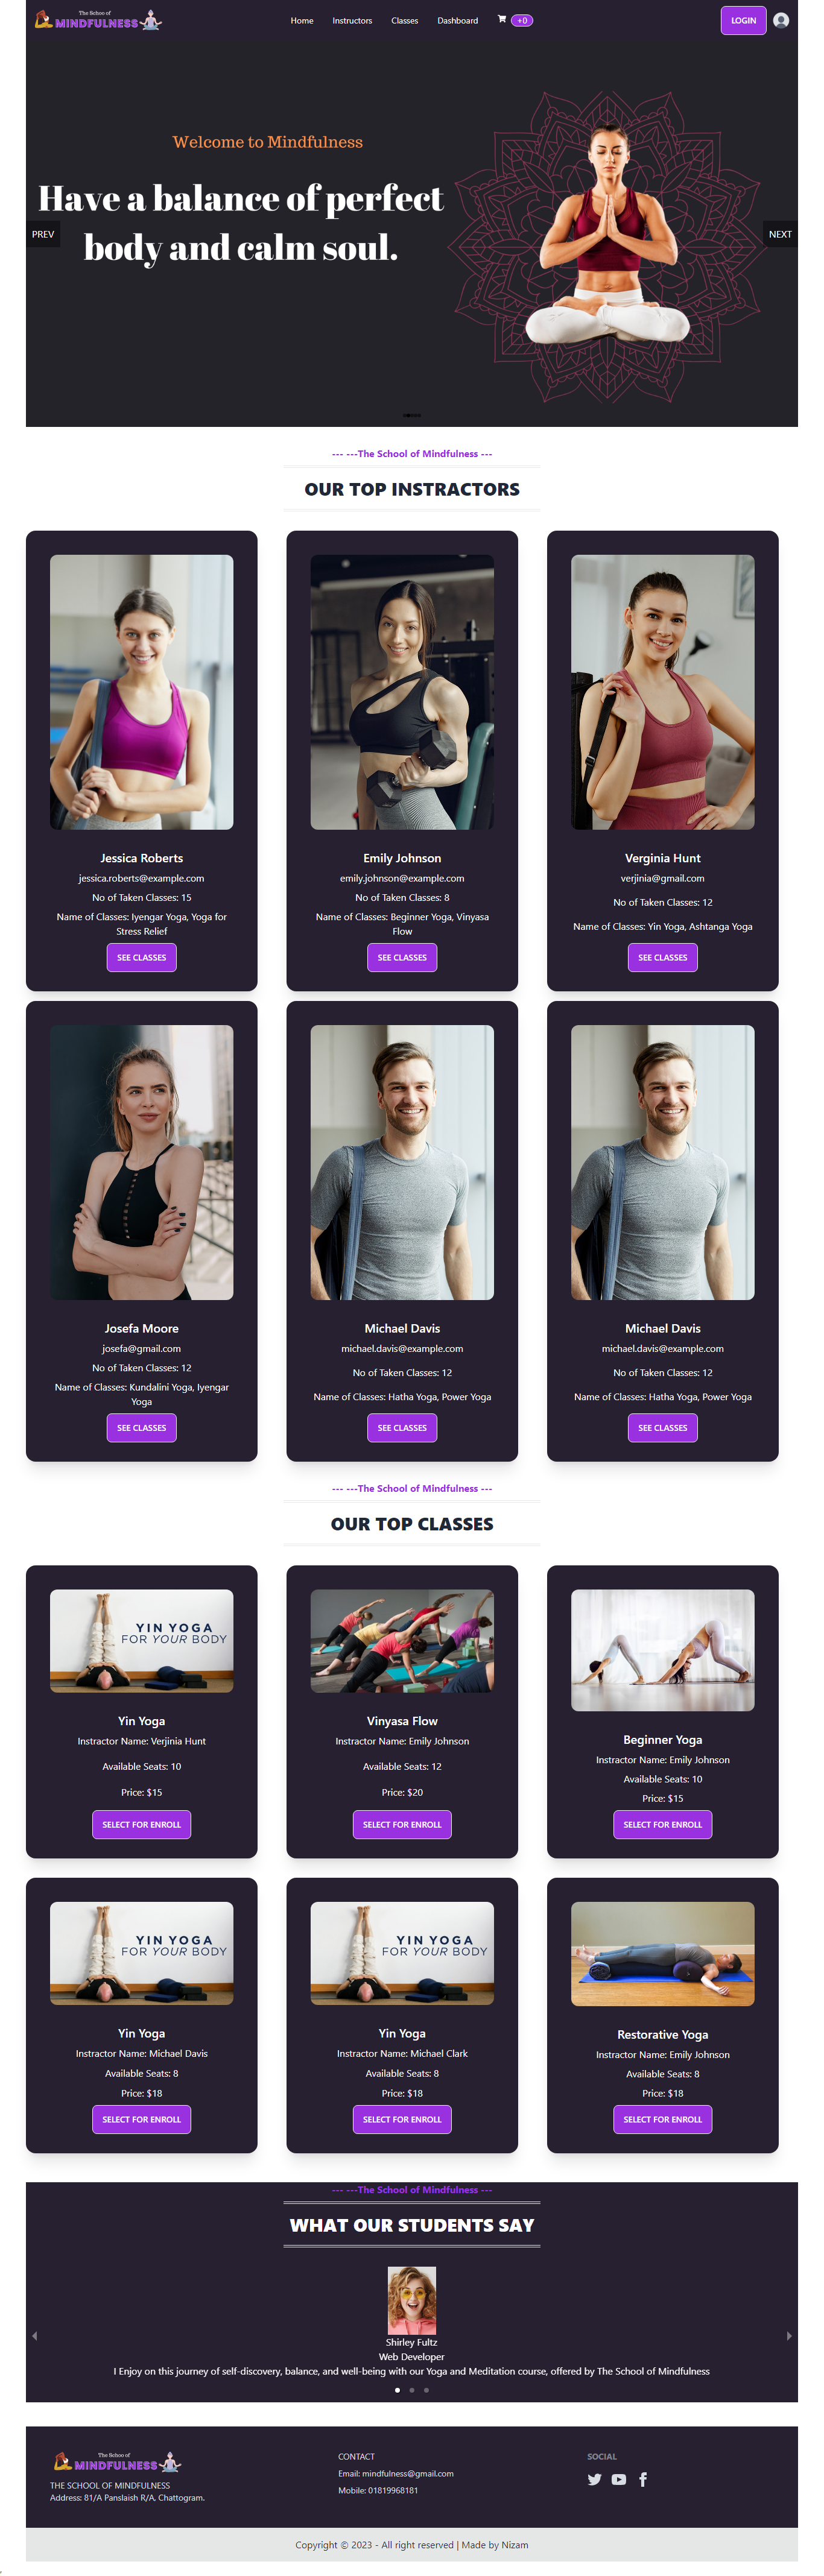 The School of
MINDFULNESS
Home
Instructors
Classes
Dashboard
+0
LOGIN
Welcome to Mindfulness
Have a balance of perfect
body and calm soul.
PREV
NEXT
--- ---The School of Mindfulness ---
OUR TOP INSTRACTORS
Jessica Roberts
jessica.roberts@example.com
No of Taken Classes: 15
Name of Classes: Iyengar Yoga, Yoga for
Stress Relief
SEE CLASSES
Emily Johnson
emily.johnson@example.com
No of Taken Classes: 8
Name of Classes: Beginner Yoga, Vinyasa
Flow
SEE CLASSES
Verginia Hunt
verjinia@gmail.com
No of Taken Classes: 12
Name of Classes: Yin Yoga, Ashtanga Yoga
SEE CLASSES
Josefa Moore
josefa@gmail.com
No of Taken Classes: 12
Name of Classes: Kundalini Yoga, Iyengar
Yoga
SEE CLASSES
Michael Davis
michael.davis@example.com
No of Taken Classes: 12
Name of Classes: Hatha Yoga, Power Yoga
SEE CLASSES
Michael Davis
michael.davis@example.com
No of Taken Classes: 12
Name of Classes: Hatha Yoga, Power Yoga
SEE CLASSES
--- ---The School of Mindfulness ---
OUR TOP CLASSES
YIN YOGA
FOR YOUR BODY
Yin Yoga
Instructor Name: Verjinia Hunt
Available Seats: 10
Price: $15
SELECT FOR ENROLL
Vinyasa Flow
Instructor Name: Emily Johnson
Available Seats: 12
Price: $20
SELECT FOR ENROLL
Beginner Yoga
Instructor Name: Emily Johnson
Available Seats: 10
Price: $15
SELECT FOR ENROLL
YIN YOGA
FOR YOUR BODY
Yin Yoga
Instructor Name: Michael Davis
Available Seats: 8
Price: $18
SELECT FOR ENROLL
YIN YOGA
FOR YOUR BODY
Yin Yoga
Instructor Name: Michael Clark
Available Seats: 8
Price: $18
SELECT FOR ENROLL
Restorative Yoga
Instructor Name: Emily Johnson
Available Seats: 8
Price: $18
SELECT FOR ENROLL
--- ---The School of Mindfulness ---
WHAT OUR STUDENTS SAY
Shirley Fultz
Web Developer
I Enjoy on this journey of self-discovery, balance, and well-being with our Yoga and Meditation course, offered by The School of Mindfulness
The School of
MINDFULNESS
THE SCHOOL OF MINDFULNESS
Address: 81/A Panslaish R/A, Chattogram.
CONTACT
Email: mindfulness@gmail.com
Mobile: 01819968181
SOCIAL
Copyright © 2023 - All right reserved | Made by Nizam